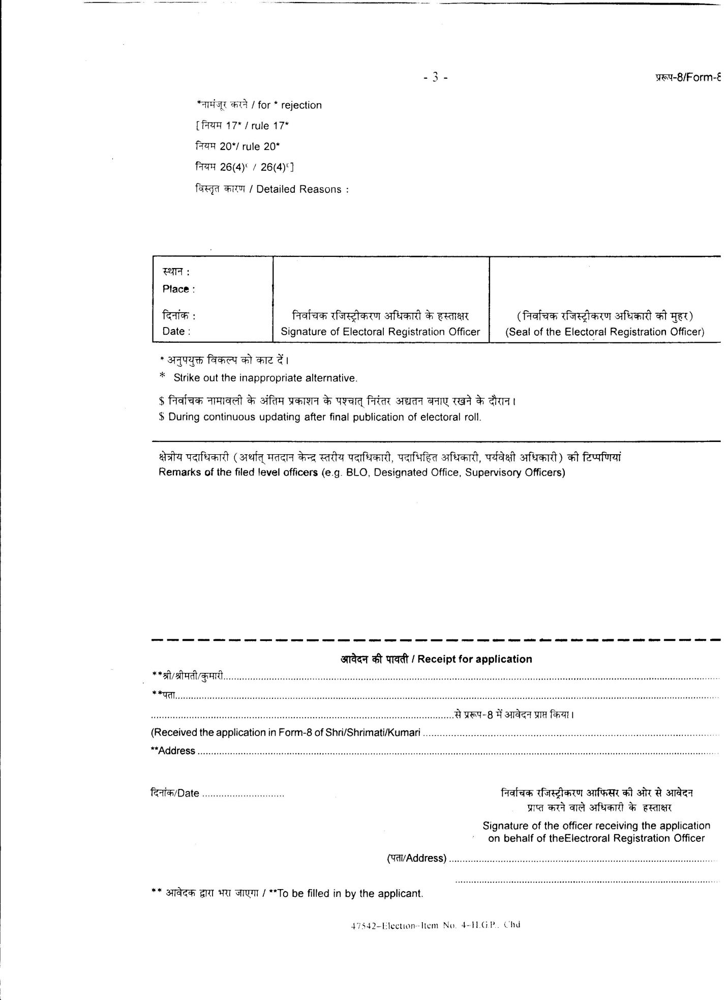 - 3 -
प्ररूप-8/Form-8
*नामंजूर करने / for * rejection
[ नियम 17* / rule 17*
नियम 20*/ rule 20*
नियम 26(4) / 26(4) ]
विस्तृत कारण / Detailed Reasons :
स्थान :
Place :
दिनांक :
Date :
निर्वाचक रजिस्ट्रीकरण अधिकारी के हस्ताक्षर
Signature of Electoral Registration Officer
(निर्वाचक रजिस्ट्रीकरण अधिकारी की मुहर)
(Seal of the Electoral Registration Officer)
* अनुपयुक्त विकल्प को काट दें।
* Strike out the inappropriate alternative.
$ निर्वाचक नामावली के अंतिम प्रकाशन के पश्चात् निरंतर अद्यतन बनाए रखने के दौरान।
$ During continuous updating after final publication of electoral roll.
क्षेत्रीय पदाधिकारी (अर्थात् मतदान केन्द्र स्तरीय पदाधिकारी, पदाभिहित अधिकारी, पर्यवेक्षी अधिकारी) की टिप्पणियां
Remarks of the filed level officers (e.g. BLO, Designated Office, Supervisory Officers)
आवेदन की पावती / Receipt for application
**श्री/श्रीमती/कुमारी....................
**पता....................
....................से प्ररूप-8 में आवेदन प्राप्त किया।
(Received the application in Form-8 of Shri/Shrimati/Kumari ....................
**Address ....................
दिनांक/Date ..............................
निर्वाचक रजिस्ट्रीकरण आफिसर की ओर से आवेदन
प्राप्त करने वाले अधिकारी के हस्ताक्षर
Signature of the officer receiving the application
on behalf of theElectroral Registration Officer
(पता/Address) ....................
....................
** आवेदक द्वारा भरा जाएगा / **To be filled in by the applicant.
47542–Election–Item No. 4–H.G.P., Chd